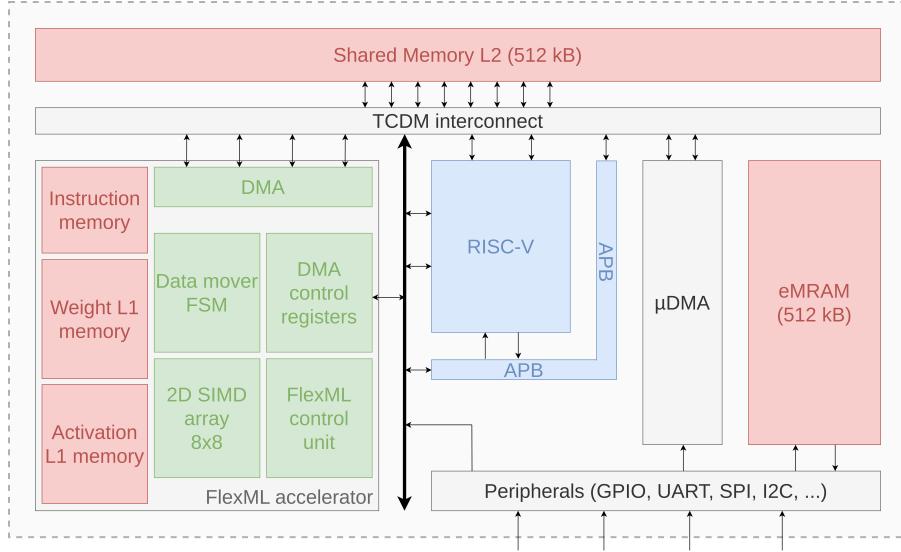 Shared Memory L2 (512 kB)
TCDM interconnect
Instruction
memory
DMA
Weight L1
memory
Data mover
FSM
DMA
control
registers
Activation
L1 memory
2D SIMD
array
8x8
FlexML
control
unit
FlexML accelerator
RISC-V
APB
APB
µDMA
eMRAM
(512 kB)
Peripherals (GPIO, UART, SPI, I2C, ...)